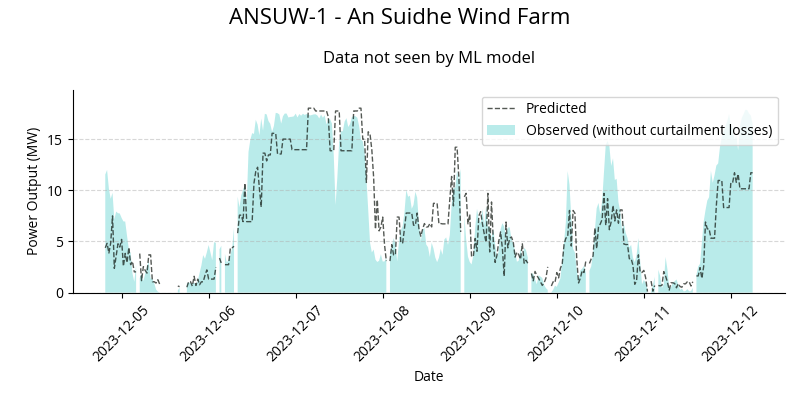 ANSUW-1 - An Suidhe Wind Farm
Data not seen by ML model
Predicted
Observed (without curtailment losses)
Power Output (MW)
15
10
5
0
2023-12-05
2023-12-06
2023-12-07
2023-12-08
2023-12-09
2023-12-10
2023-12-11
2023-12-12
Date